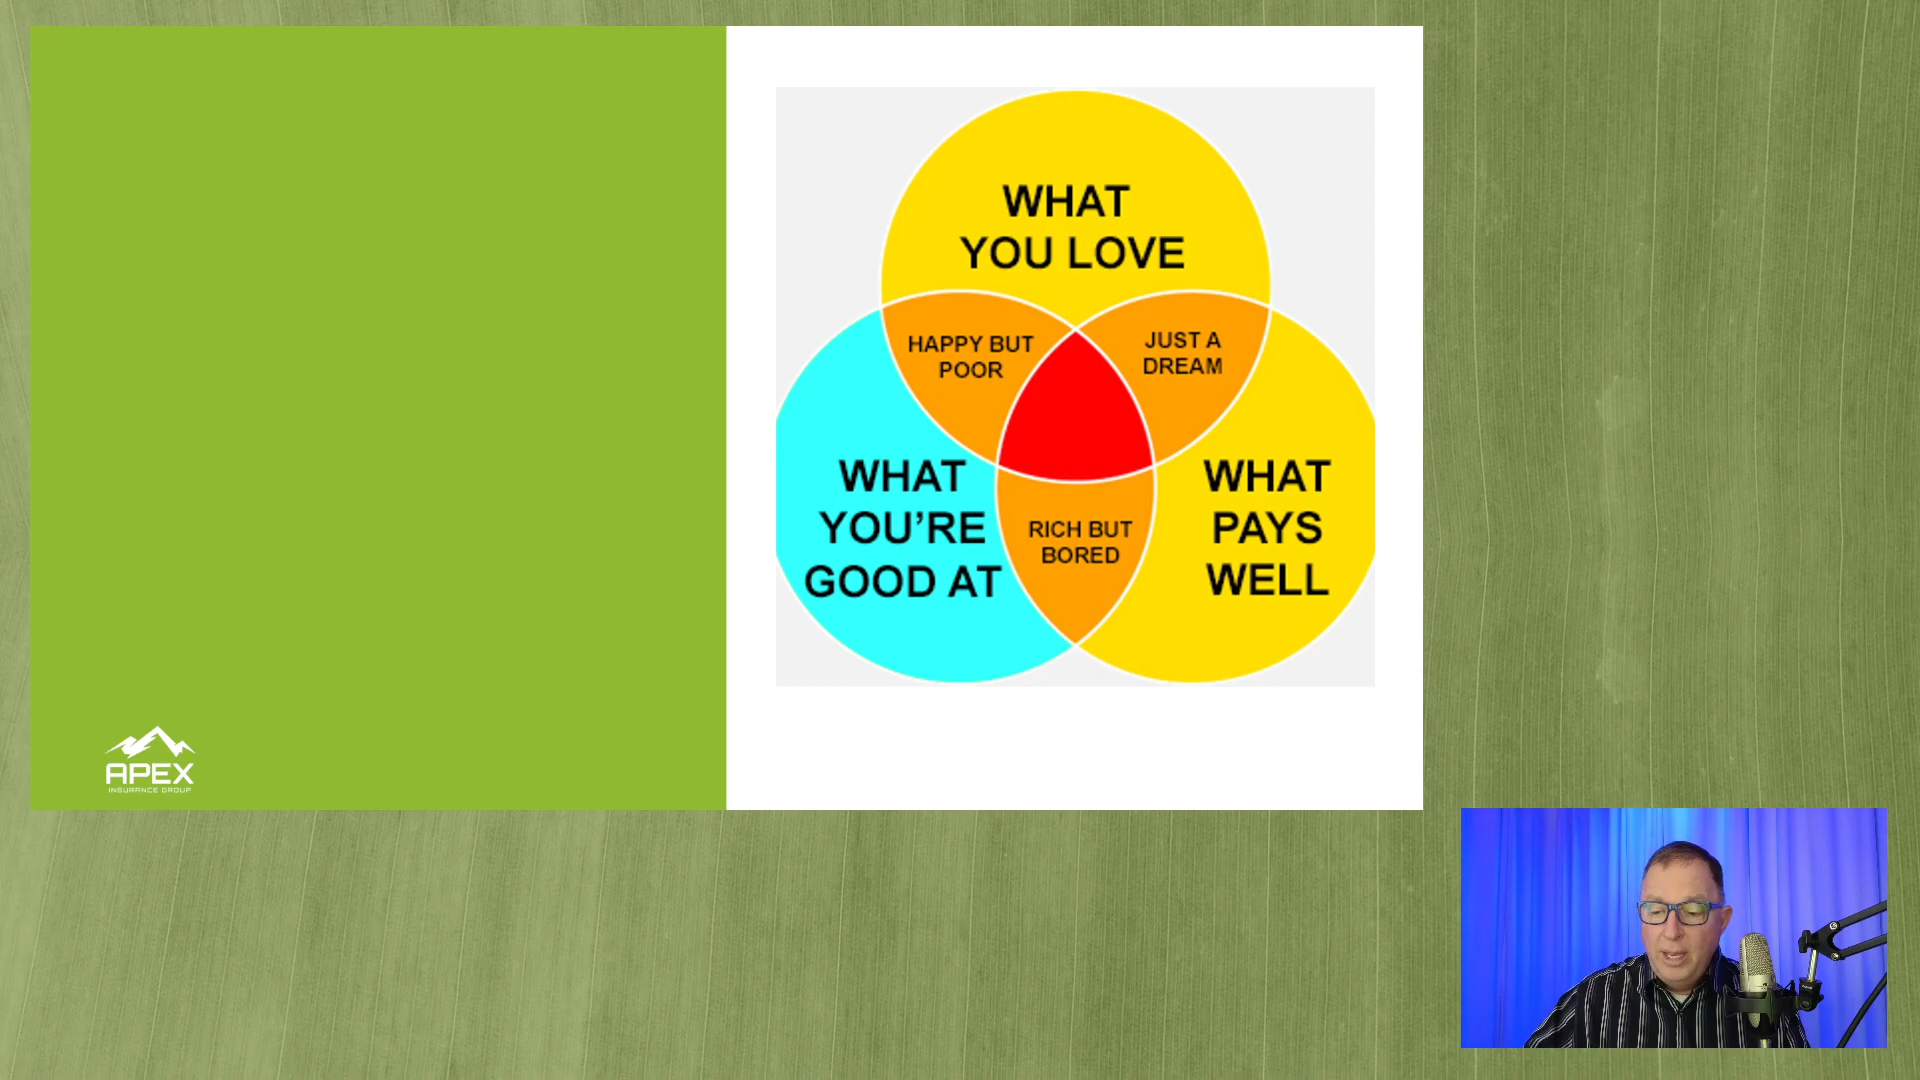 WHAT
YOU LOVE
HAPPY BUT
POOR
JUST A
DREAM
WHAT
YOU’RE
GOOD AT
RICH BUT
BORED
WHAT
PAYS
WELL
APEX
INSURANCE GROUP